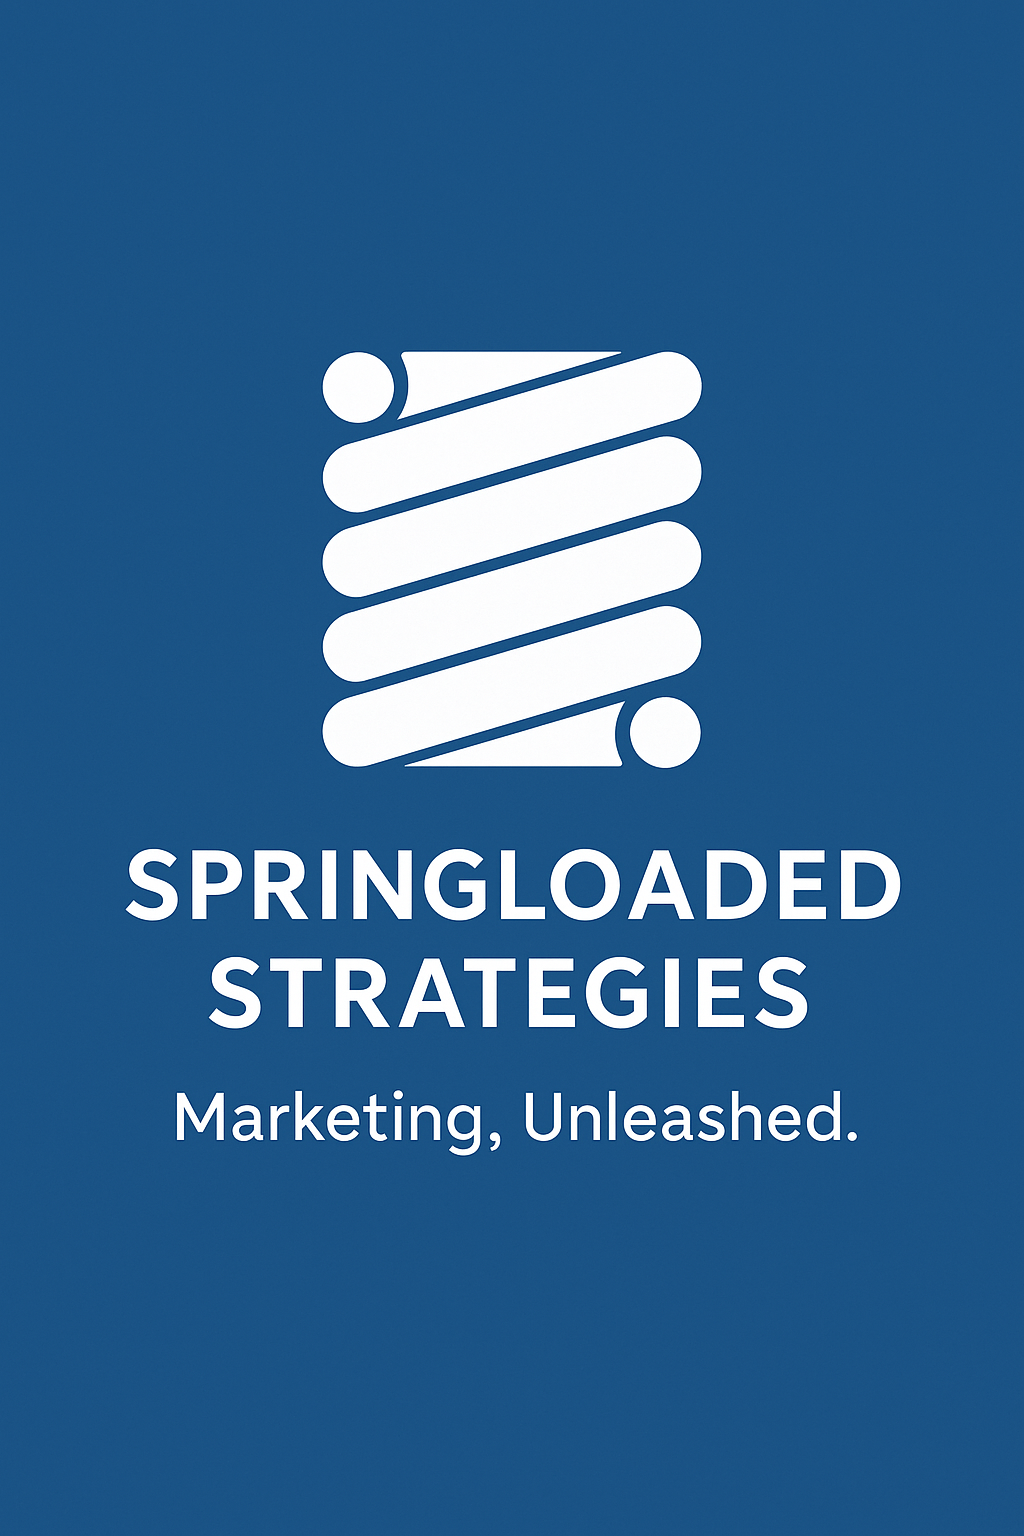 SPRINGLOADED
STRATEGIES
Marketing, Unleashed.